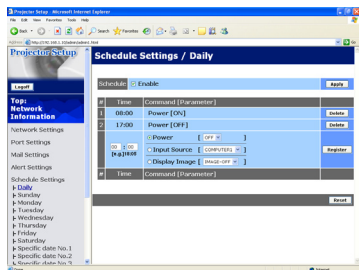 Projector Setup - Microsoft Internet Explorer
File Edit View Favorites Tools Help
Back Search Favorites
Projector Setup
Logoff
Top:
Network
Information
Network Settings
Port Settings
Mail Settings
Alert Settings
Schedule Settings
Daily
Sunday
Monday
Tuesday
Wednesday
Thursday
Friday
Saturday
Specific date No.1
Specific date No.2
Specific date No.3
Schedule Settings / Daily
Schedule Enable Apply
# Time Command [Parameter]
1 08:00 Power [ON] Delete
2 17:00 Power [OFF] Delete
00 : 00
[e.g.]18:00
Power [ OFF ]
Input Source [ COMPUTER1 ]
Display Image [ IMAGE-OFF ]
Register
# Time Command [Parameter]
Reset
Internet